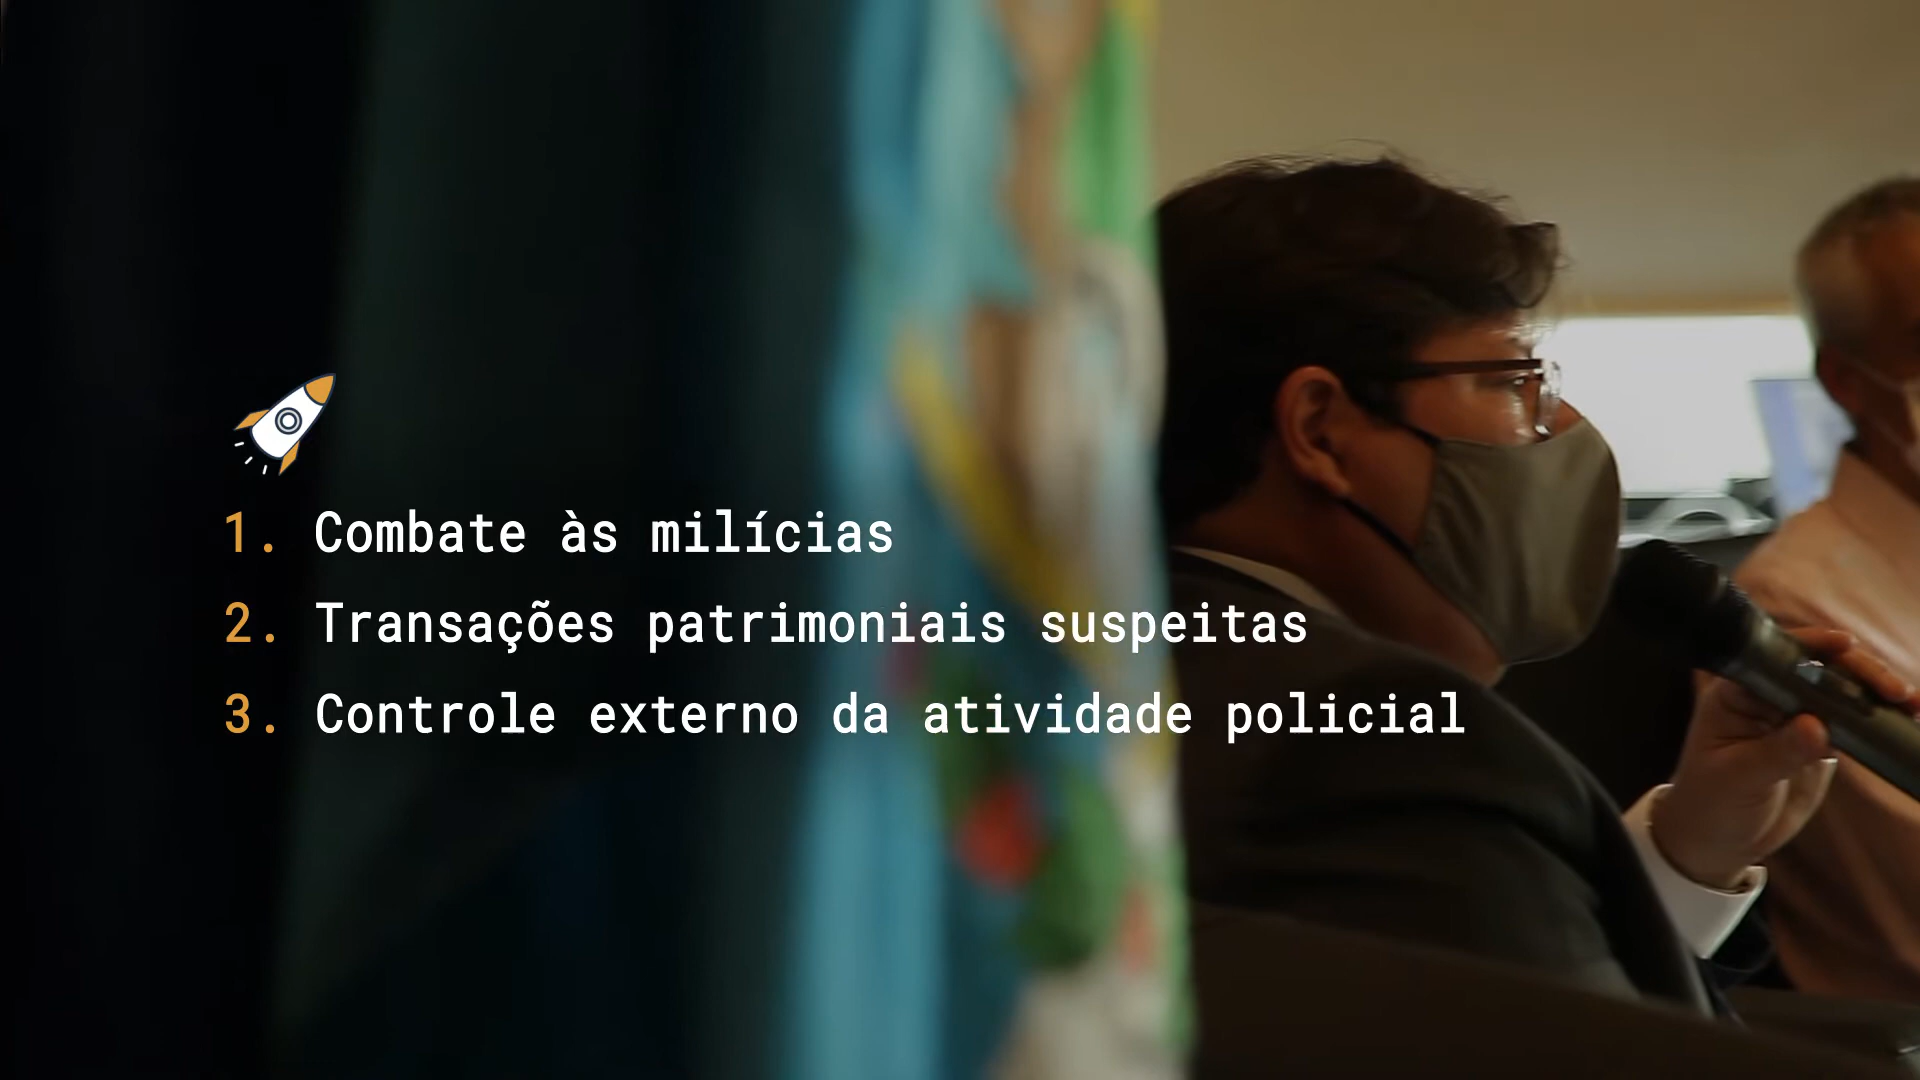 1. Combate às milícias
2. Transações patrimoniais suspeitas
3. Controle externo da atividade policial